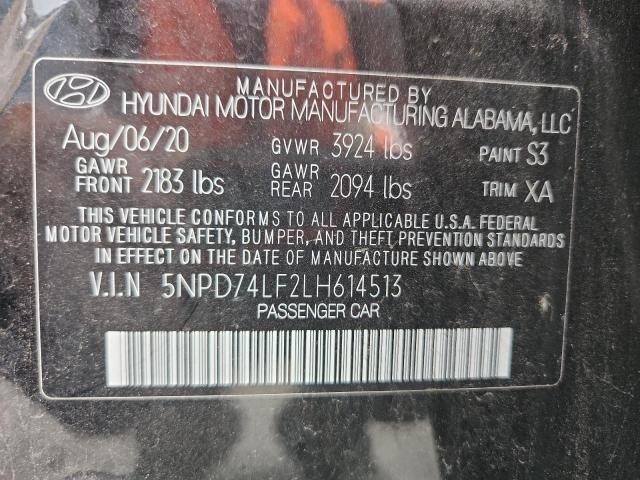 MANUFACTURED BY
HYUNDAI MOTOR MANUFACTURING ALABAMA, LLC
Aug/06/20 GVWR 3924 lbs PAINT S3
GAWR FRONT 2183 lbs GAWR REAR 2094 lbs TRIM XA
THIS VEHICLE CONFORMS TO ALL APPLICABLE U.S.A. FEDERAL
MOTOR VEHICLE SAFETY, BUMPER, AND THEFT PREVENTION STANDARDS
IN EFFECT ON THE DATE OF MANUFACTURE SHOWN ABOVE.
V.I.N 5NPD74LF2LH614513
PASSENGER CAR